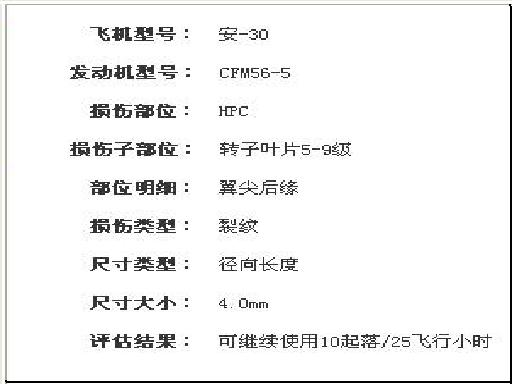 飞机型号： 安-30
发动机型号： CFM56-5
损伤部位： HPC
损伤子部位： 转子叶片5-9级
部位明细： 翼尖后缘
损伤类型： 裂纹
尺寸类型： 径向长度
尺寸大小： 4.0mm
评估结果： 可继续使用10起落/25飞行小时